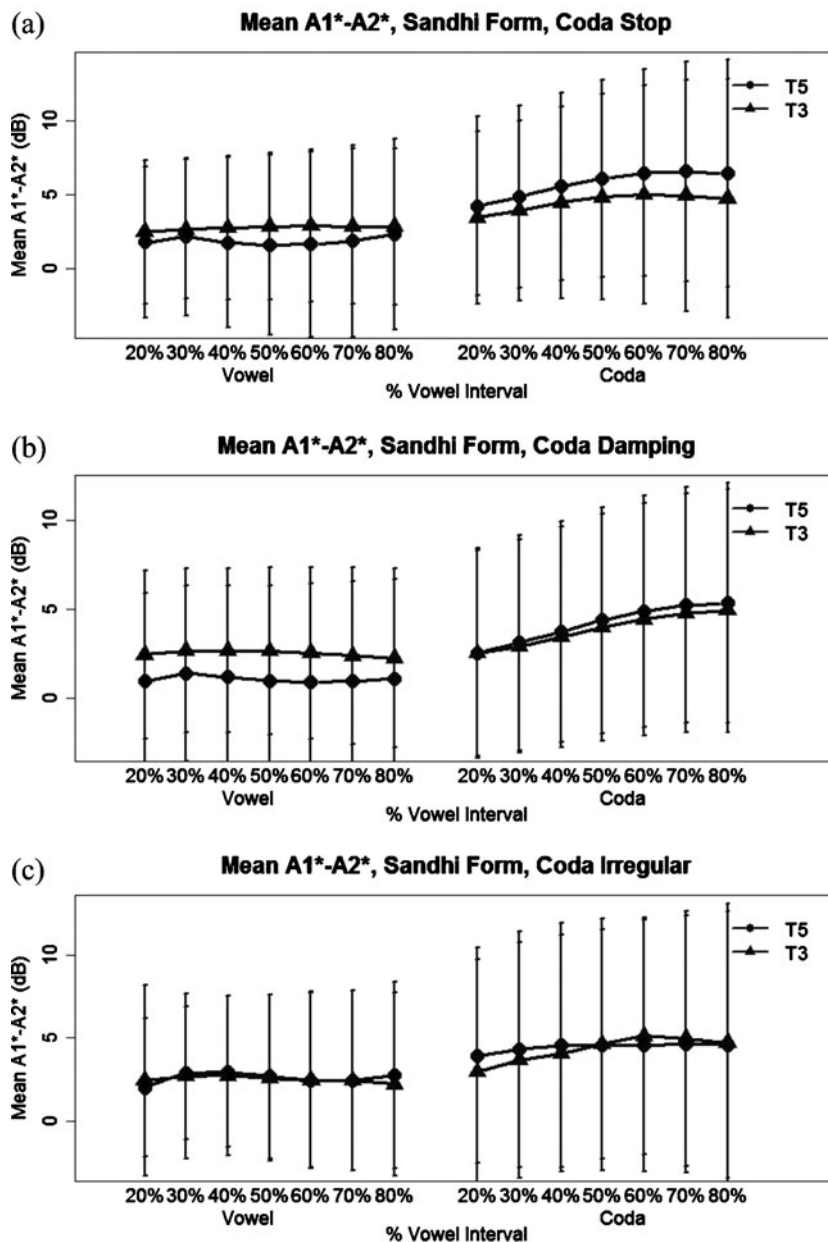 (a)
Mean A1*-A2*, Sandhi Form, Coda Stop
Mean A1*-A2* (dB)
10
5
0
T5
T3
20% 30% 40% 50% 60% 70% 80% 20% 30% 40% 50% 60% 70% 80%
Vowel Coda
% Vowel Interval
(b)
Mean A1*-A2*, Sandhi Form, Coda Damping
Mean A1*-A2* (dB)
10
5
0
T5
T3
20% 30% 40% 50% 60% 70% 80% 20% 30% 40% 50% 60% 70% 80%
Vowel Coda
% Vowel Interval
(c)
Mean A1*-A2*, Sandhi Form, Coda Irregular
Mean A1*-A2* (dB)
10
5
0
T5
T3
20% 30% 40% 50% 60% 70% 80% 20% 30% 40% 50% 60% 70% 80%
Vowel Coda
% Vowel Interval